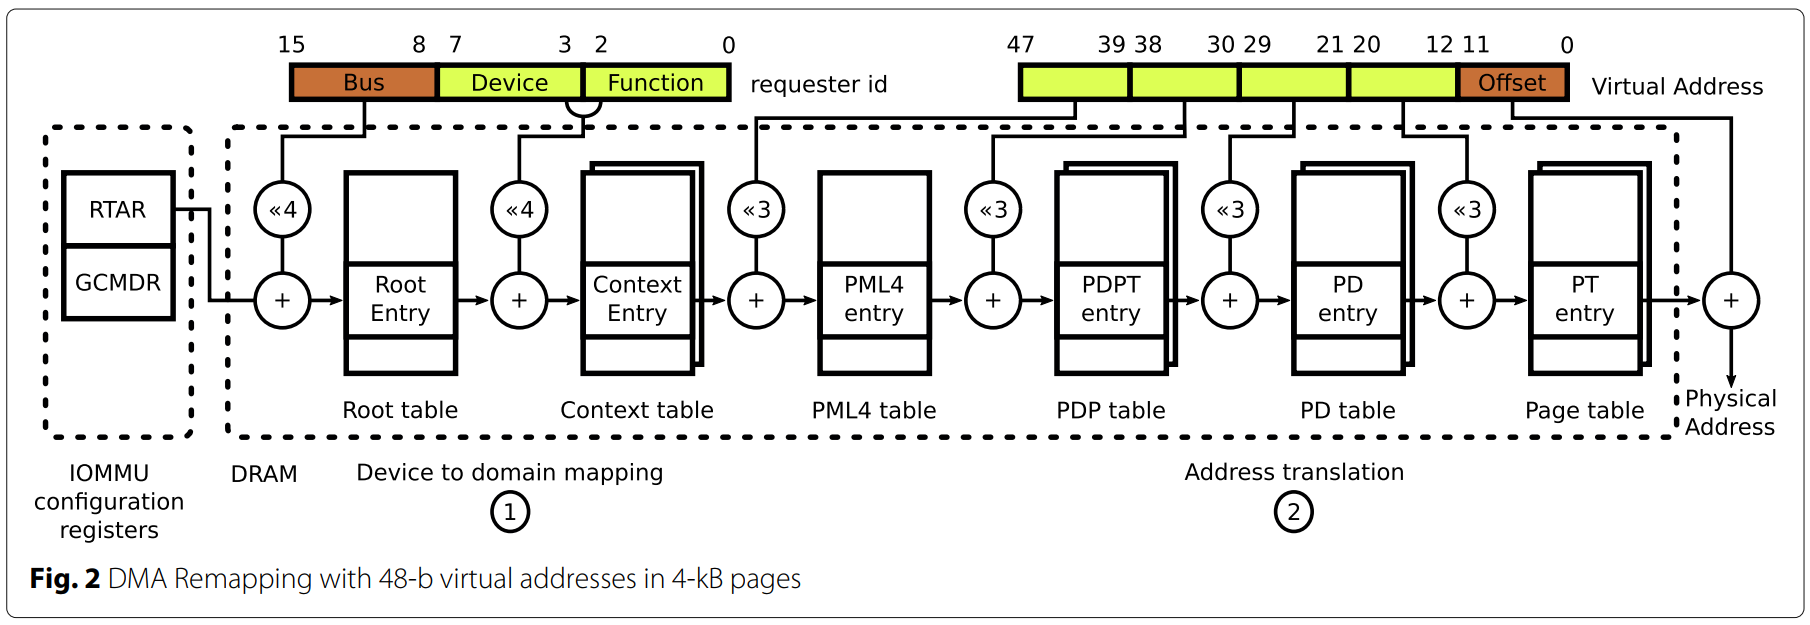 15 8 7 3 2 0
47 39 38 30 29 21 20 12 11 0
Bus Device Function requester id
Offset Virtual Address
RTAR
GCMDR
«4 «4 «3 «3 «3 «3
+ + + + + + +
Root
Entry
Context
Entry
PML4
entry
PDPT
entry
PD
entry
PT
entry
Root table
Context table
PML4 table
PDP table
PD table
Page table
Physical
Address
IOMMU
configuration
registers
DRAM
Device to domain mapping
1
Address translation
2
Fig. 2 DMA Remapping with 48-b virtual addresses in 4-kB pages